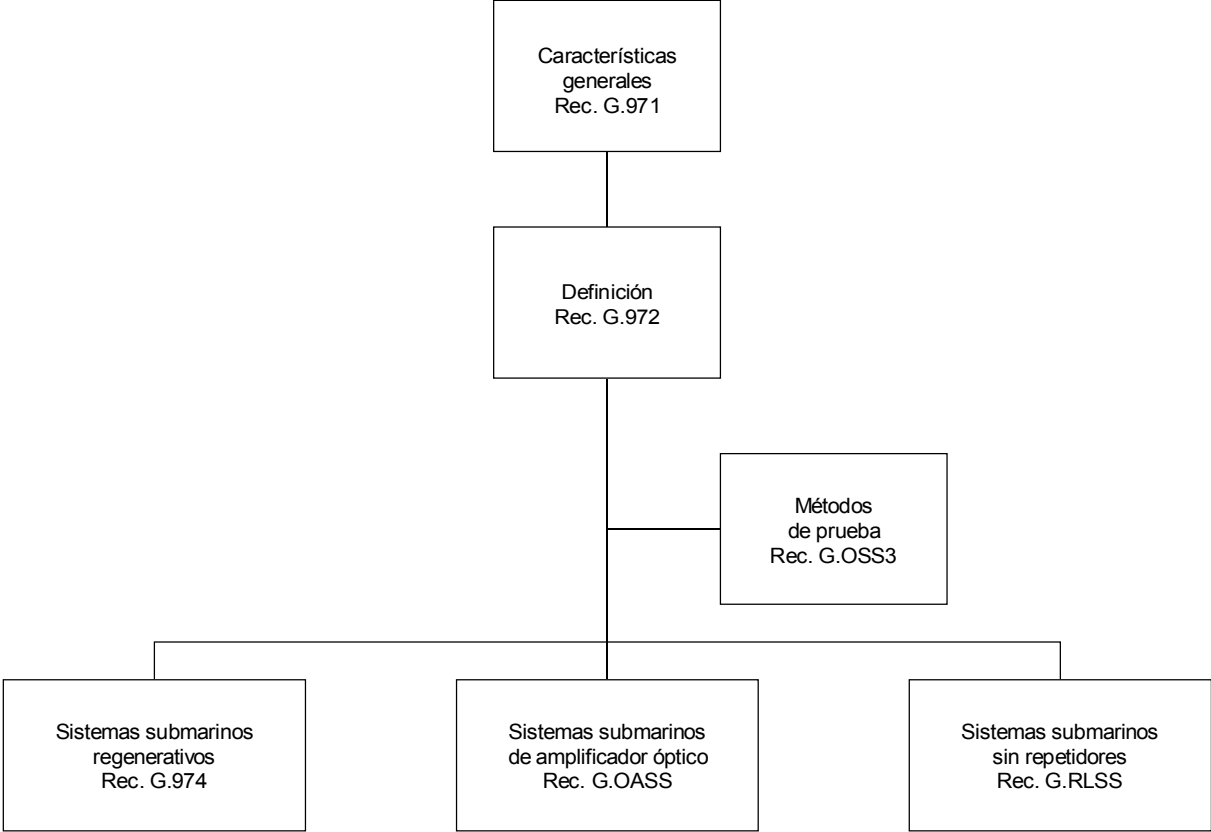 Características
generales
Rec. G.971
Definición
Rec. G.972
Métodos
de prueba
Rec. G.OSS3
Sistemas submarinos
regenerativos
Rec. G.974
Sistemas submarinos
de amplificador óptico
Rec. G.OASS
Sistemas submarinos
sin repetidores
Rec. G.RLSS